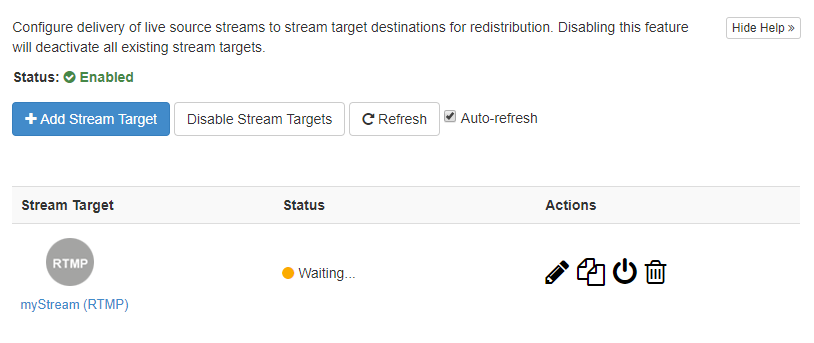 Configure delivery of live source streams to stream target destinations for redistribution. Disabling this feature
will deactivate all existing stream targets.
Hide Help »
Status: Enabled
Add Stream Target
Disable Stream Targets
Refresh
Auto-refresh
Stream Target
Status
Actions
RTMP
Waiting...
myStream (RTMP)